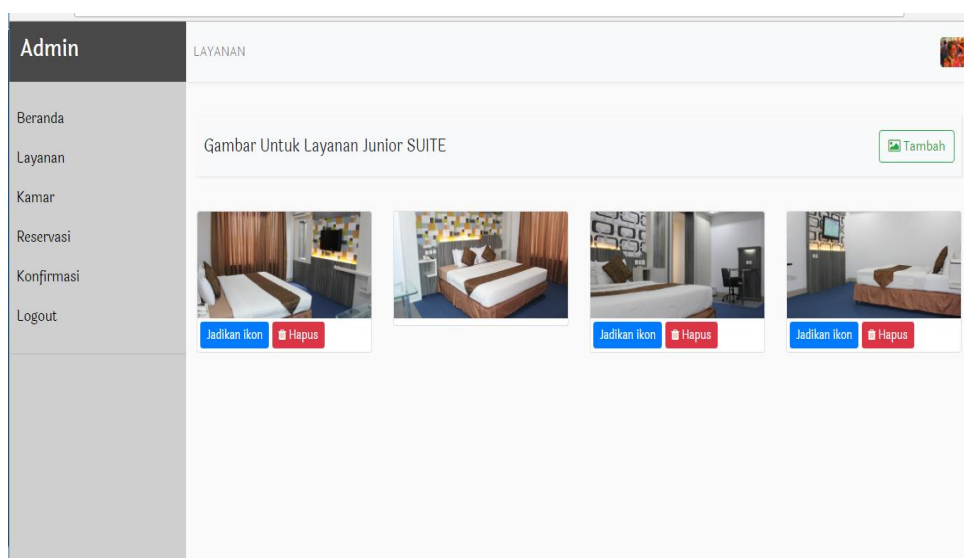 Admin
LAYANAN
Beranda
Layanan
Kamar
Reservasi
Konfirmasi
Logout
Gambar Untuk Layanan Junior SUITE
Tambah
Jadikan ikon Hapus
Jadikan ikon Hapus
Jadikan ikon Hapus